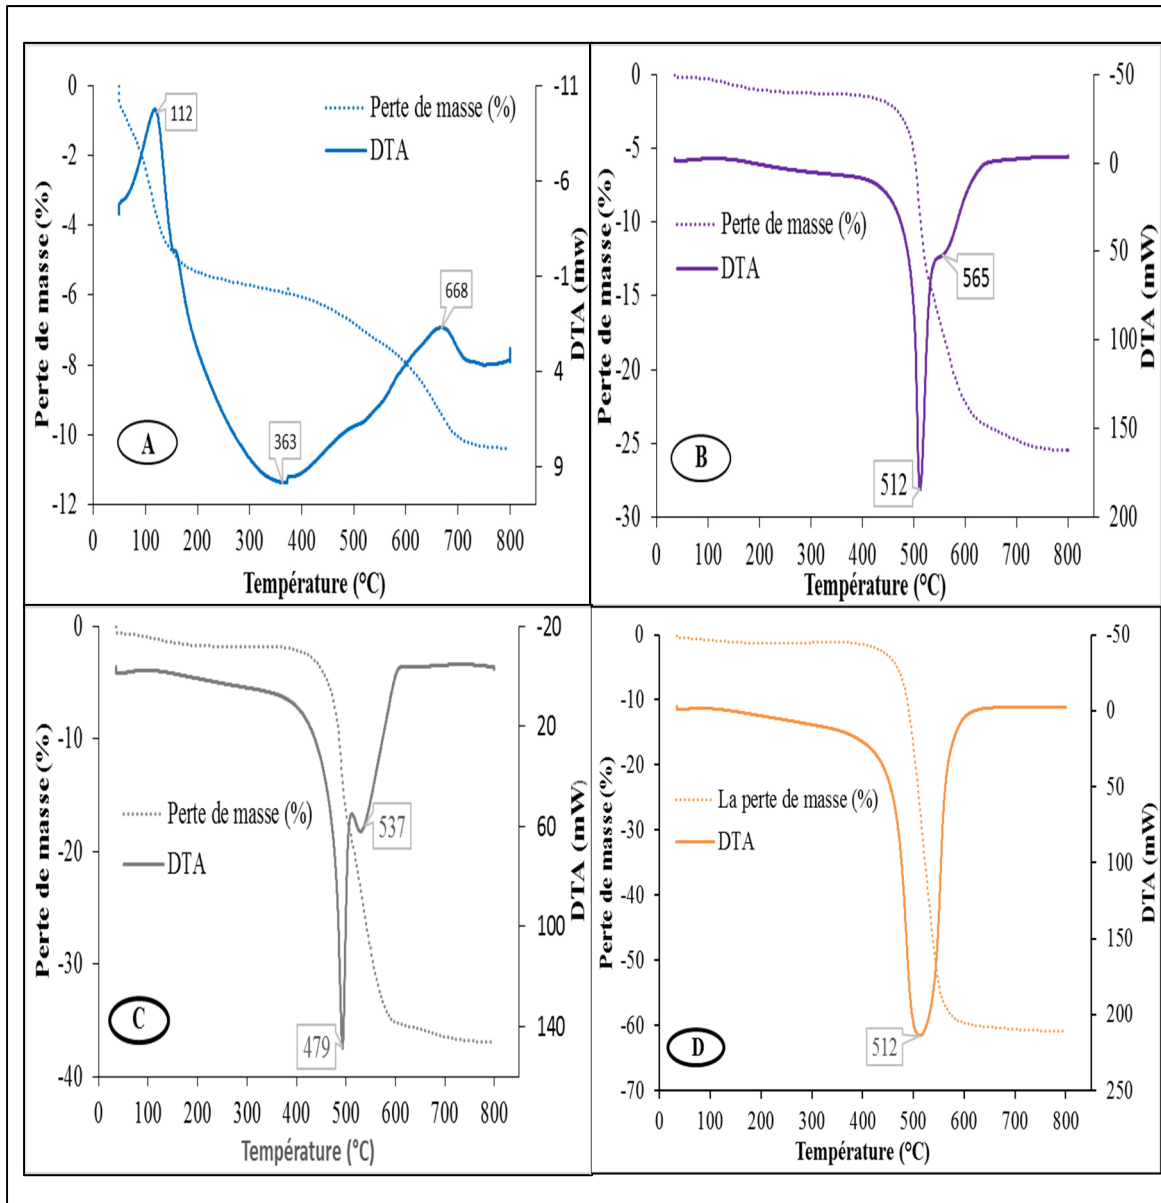 0
-2
-4
-6
-8
-10
-12
Perte de masse (%)
0 100 200 300 400 500 600 700 800
Température (°C)
-11
-6
-1
4
9
DTA (mw)
Perte de masse (%)
DTA
112
363
668
A
0
-5
-10
-15
-20
-25
-30
Perte de masse (%)
0 100 200 300 400 500 600 700 800
Température (°C)
-50
0
50
100
150
200
DTA (mW)
Perte de masse (%)
DTA
512
565
B
0
-10
-20
-30
-40
Perte de masse (%)
0 100 200 300 400 500 600 700 800
Température (°C)
-20
20
60
100
140
DTA (mW)
Perte de masse (%)
DTA
479
537
C
0
-10
-20
-30
-40
-50
-60
-70
Perte de masse (%)
0 100 200 300 400 500 600 700 800
Température (°C)
-50
0
50
100
150
200
250
DTA (mW)
La perte de masse (%)
DTA
512
D